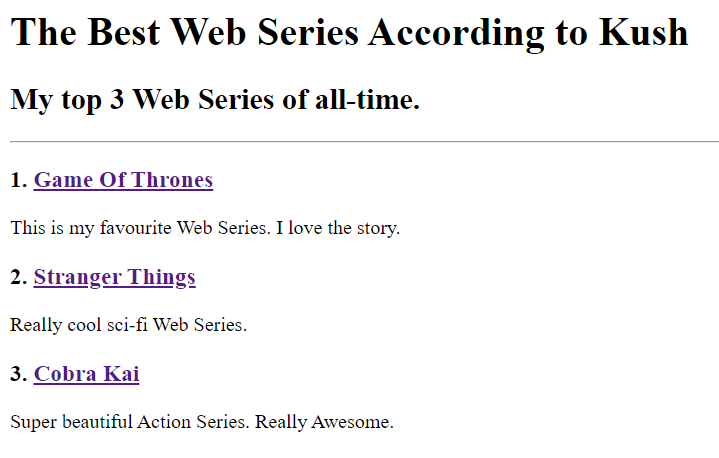 The Best Web Series According to Kush
My top 3 Web Series of all-time.
1. Game Of Thrones
This is my favourite Web Series. I love the story.
2. Stranger Things
Really cool sci-fi Web Series.
3. Cobra Kai
Super beautiful Action Series. Really Awesome.